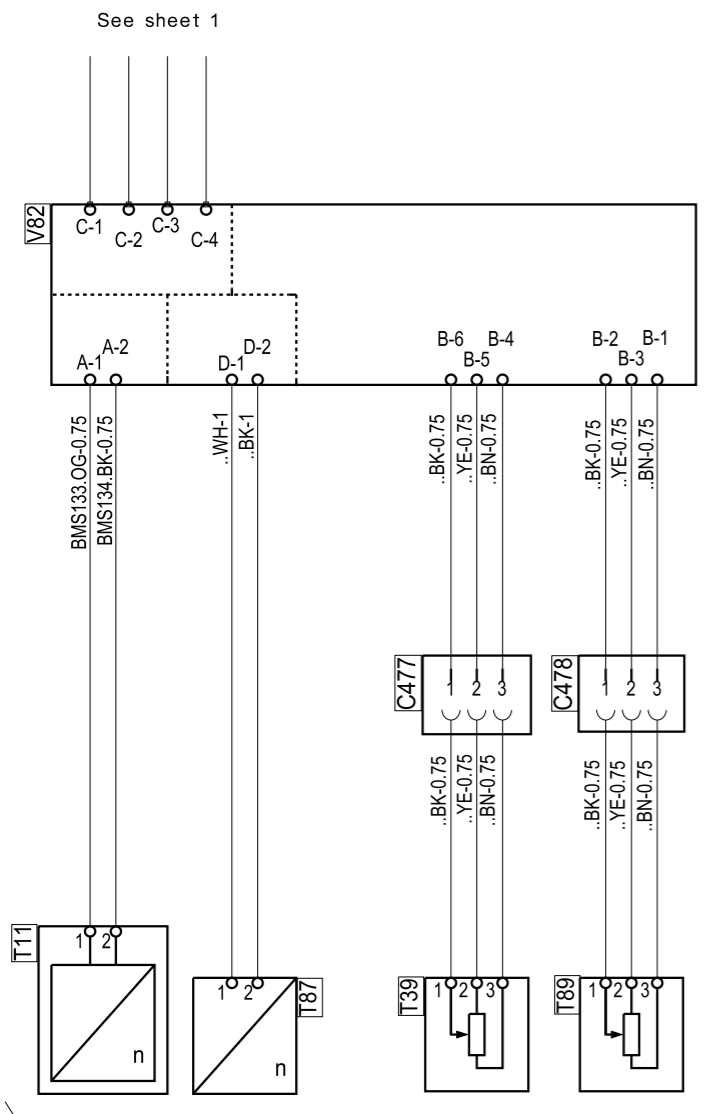 See sheet 1
V82
C-1
C-2
C-3
C-4
A-1
A-2
D-1
D-2
B-6
B-5
B-4
B-2
B-3
B-1
BMS133.OG-0.75
BMS134.BK-0.75
..WH-1
..BK-1
..BK-0.75
..YE-0.75
..BN-0.75
..BK-0.75
..YE-0.75
..BN-0.75
C477
1 2 3
C478
1 2 3
..BK-0.75
..YE-0.75
..BN-0.75
..BK-0.75
..YE-0.75
..BN-0.75
T11
1 2
n
T87
1 2
n
T39
1 2 3
T89
1 2 3